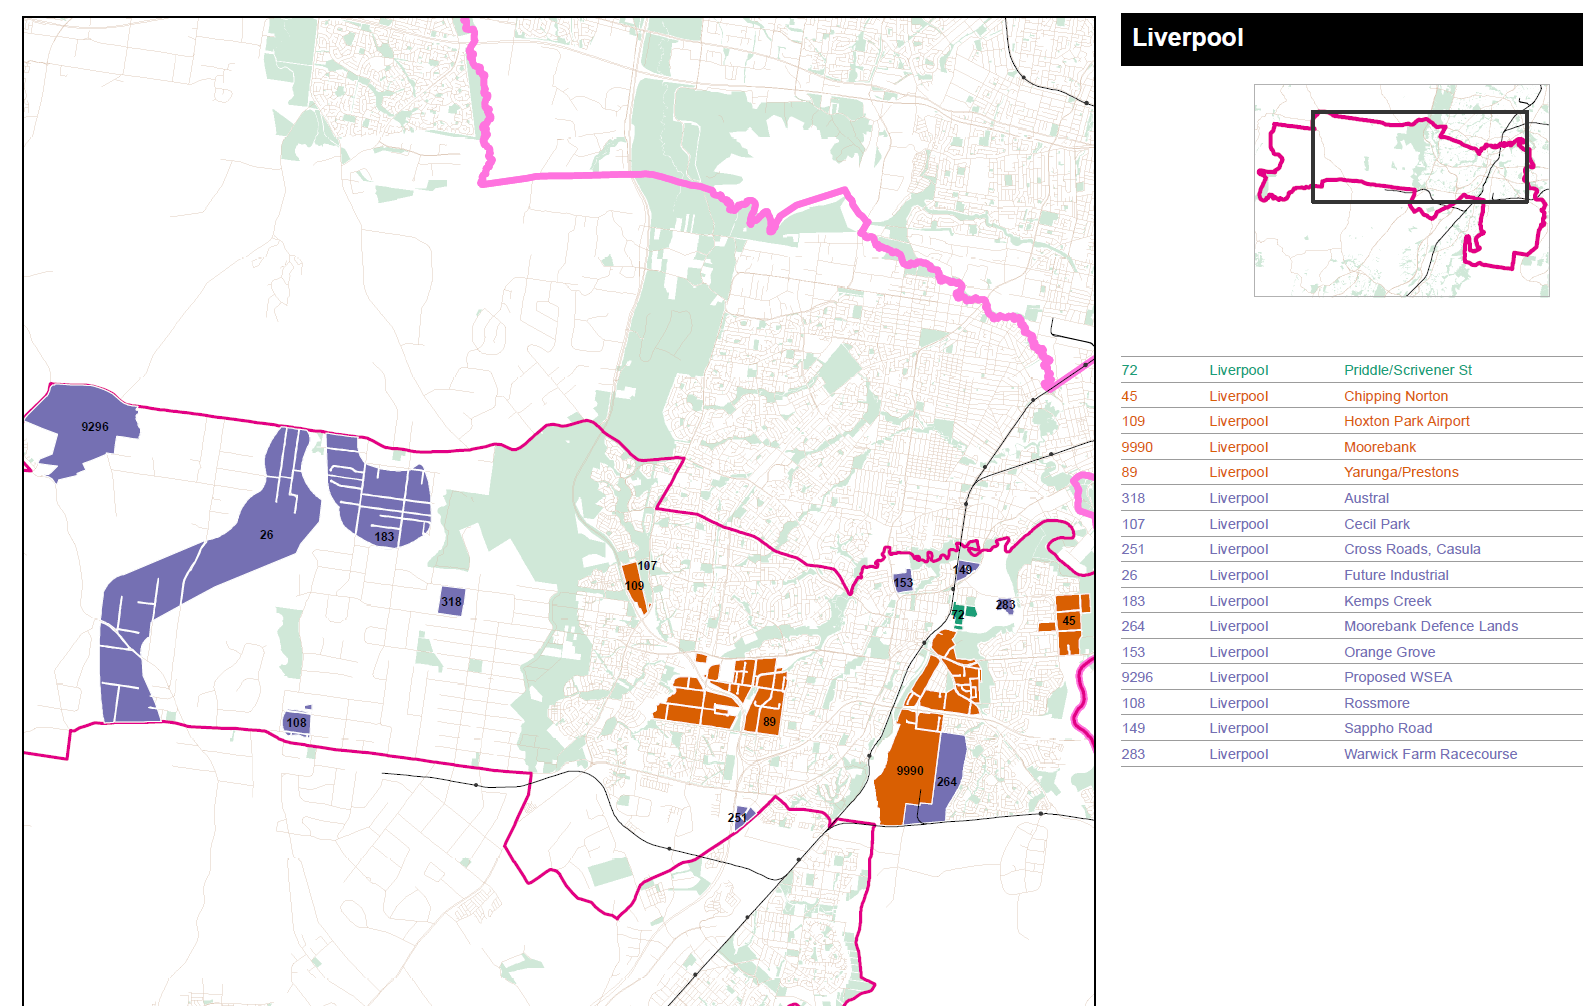 Liverpool
72 Liverpool Priddle/Scrivener St
45 Liverpool Chipping Norton
109 Liverpool Hoxton Park Airport
9990 Liverpool Moorebank
89 Liverpool Yarunga/Prestons
318 Liverpool Austral
107 Liverpool Cecil Park
251 Liverpool Cross Roads, Casula
26 Liverpool Future Industrial
183 Liverpool Kemps Creek
264 Liverpool Moorebank Defence Lands
153 Liverpool Orange Grove
9296 Liverpool Proposed WSEA
108 Liverpool Rossmore
149 Liverpool Sappho Road
283 Liverpool Warwick Farm Racecourse
9296
26
183
107
149
153
109
318
283
72
45
108
89
9990
264
251